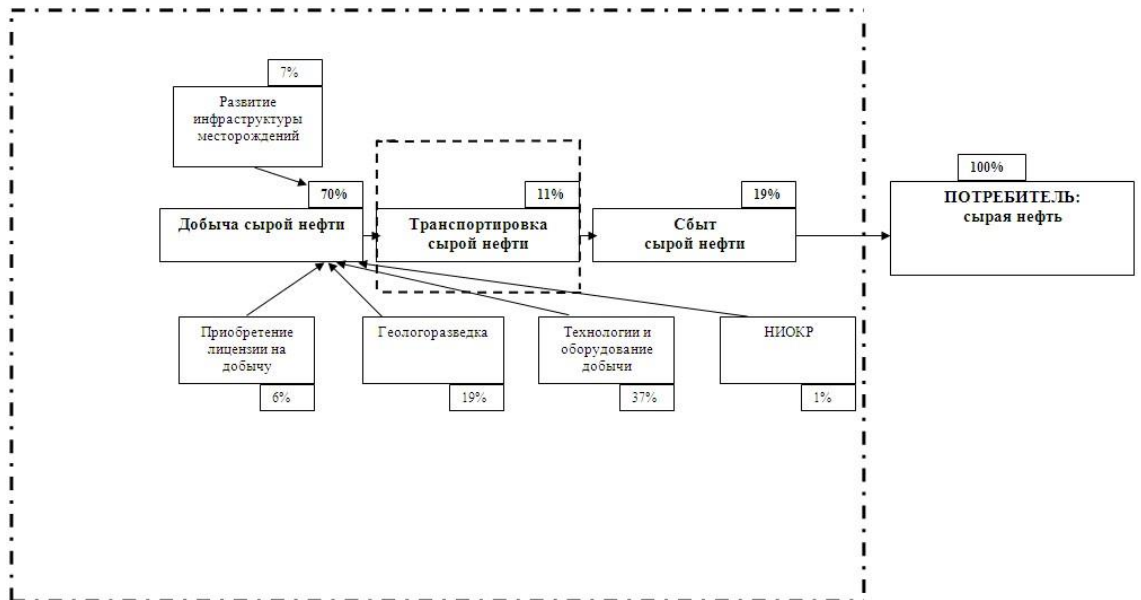 7%
Развитие
инфраструктуры
месторождений
70%
Добыча сырой нефти
11%
Транспортировка
сырой нефти
19%
Сбыт
сырой нефти
100%
ПОТРЕБИТЕЛЬ:
сырая нефть
Приобретение
лицензии на
добычу
6%
Геологоразведка
19%
Технологии и
оборудование
добычи
37%
НИОКР
1%